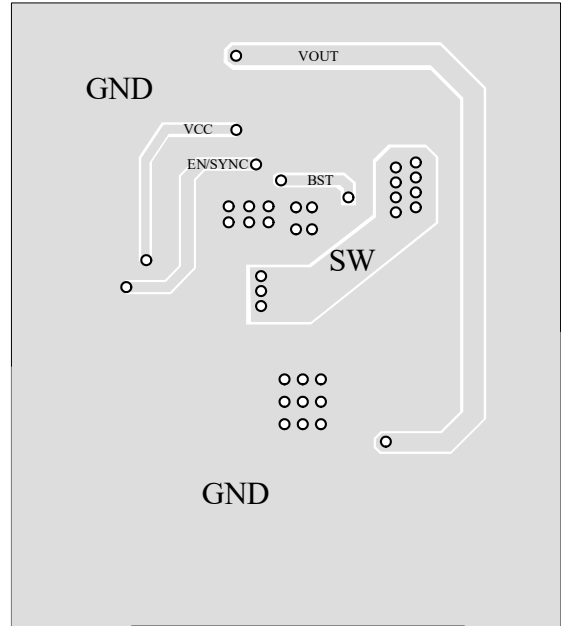 VOUT
GND
VCC
EN/SYNC
BST
SW
GND